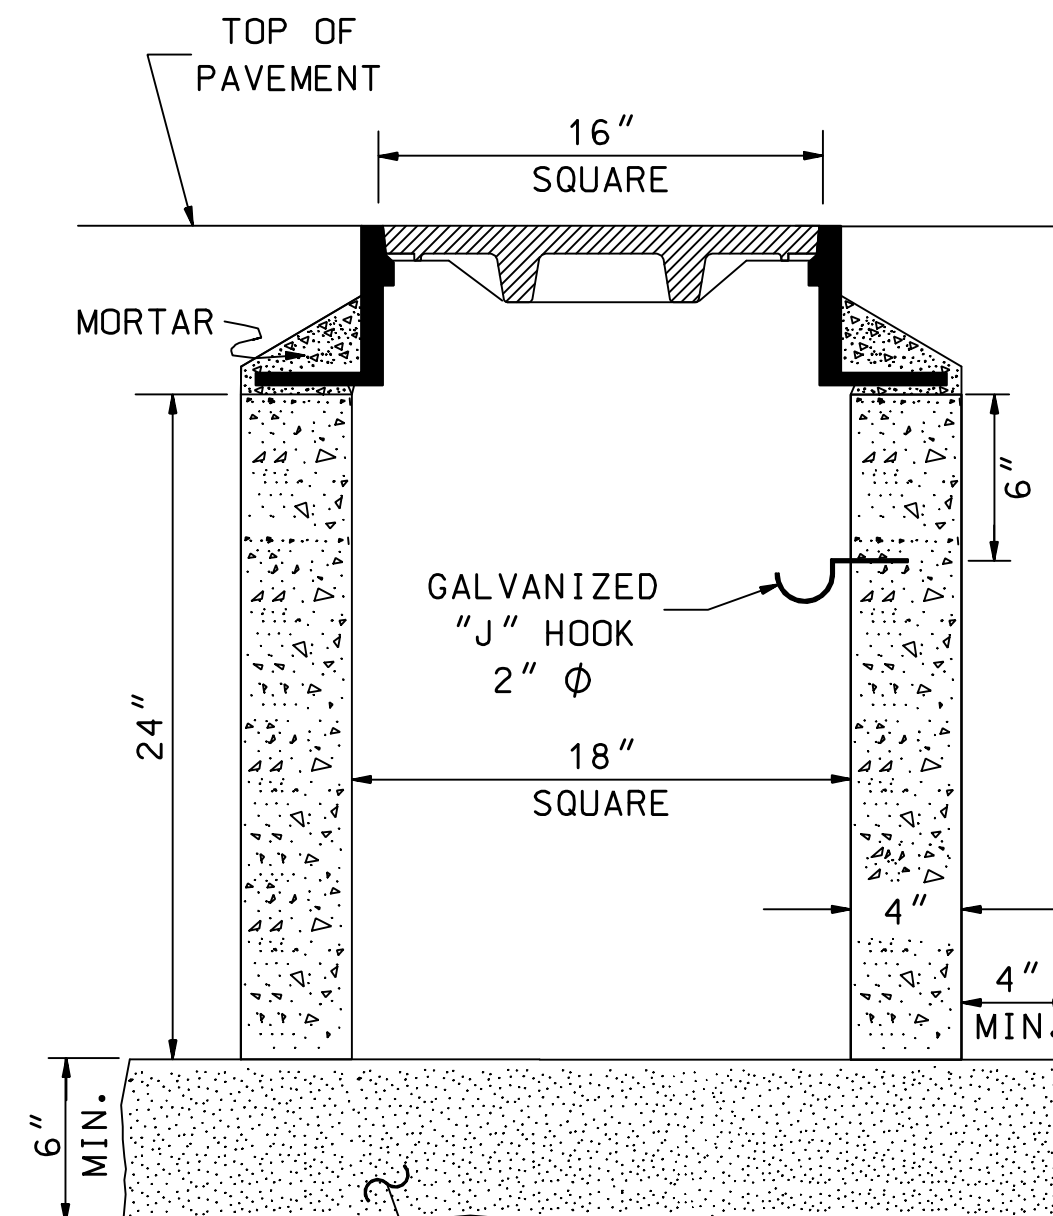 TOP OF
PAVEMENT
16"
SQUARE
MORTAR
6"
GALVANIZED
"J" HOOK
2" Φ
24"
18"
SQUARE
4"
4"
MIN.
6"
MIN.